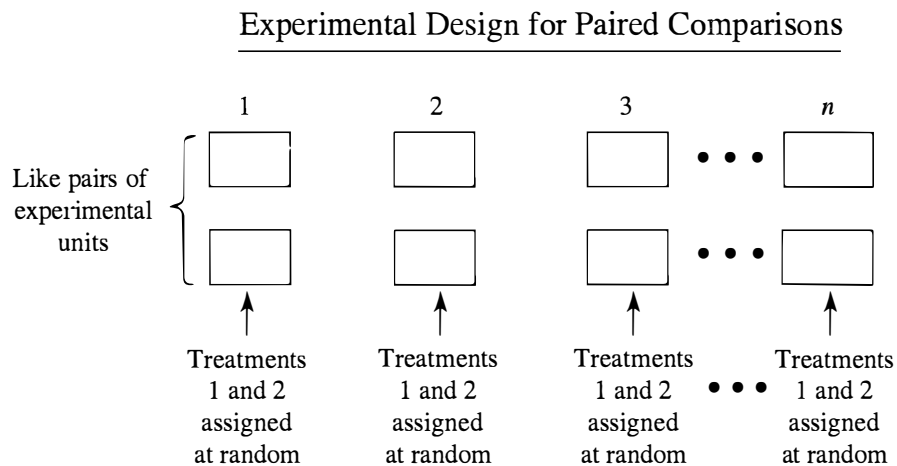 Experimental Design for Paired Comparisons
1 2 3 n
Like pairs of
experimental
units
Treatments Treatments Treatments Treatments
1 and 2 1 and 2 1 and 2 1 and 2
assigned assigned assigned assigned
at random at random at random at random